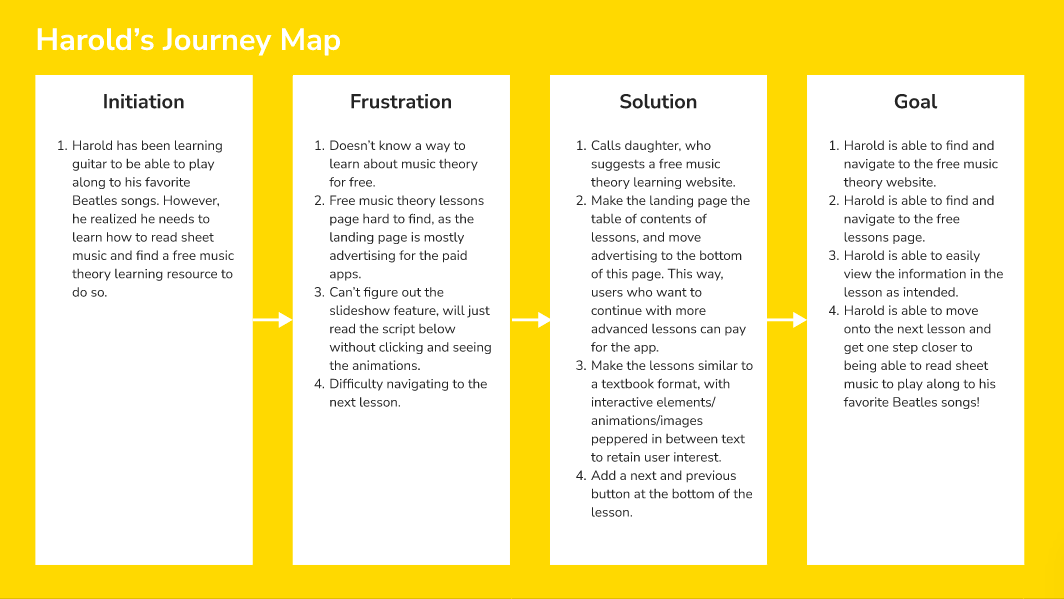 Harold’s Journey Map
Initiation
1. Harold has been learning
guitar to be able to play
along to his favorite
Beatles songs. However,
he realized he needs to
learn how to read sheet
music and find a free music
theory learning resource to
do so.
Frustration
1. Doesn’t know a way to
learn about music theory
for free.
2. Free music theory lessons
page hard to find, as the
landing page is mostly
advertising for the paid
apps.
3. Can’t figure out the
slideshow feature, will just
read the script below
without clicking and seeing
the animations.
4. Difficulty navigating to the
next lesson.
Solution
1. Calls daughter, who
suggests a free music
theory learning website.
2. Make the landing page the
table of contents of
lessons, and move
advertising to the bottom
of this page. This way,
users who want to
continue with more
advanced lessons can pay
for the app.
3. Make the lessons similar to
a textbook format, with
interactive elements/
animations/images
peppered in between text
to retain user interest.
4. Add a next and previous
button at the bottom of the
lesson.
Goal
1. Harold is able to find and
navigate to the free music
theory website.
2. Harold is able to find and
navigate to the free
lessons page.
3. Harold is able to easily
view the information in the
lesson as intended.
4. Harold is able to move
onto the next lesson and
get one step closer to
being able to read sheet
music to play along to his
favorite Beatles songs!